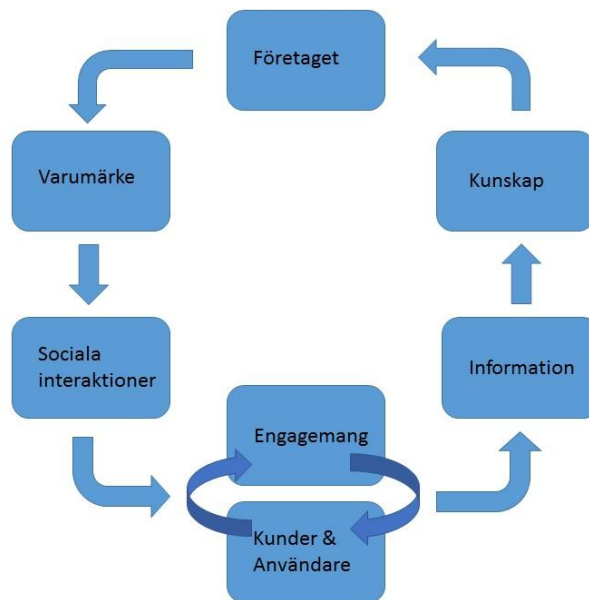 Företaget
Varumärke
Kunskap
Sociala
interaktioner
Information
Engagemang
Kunder &
Användare